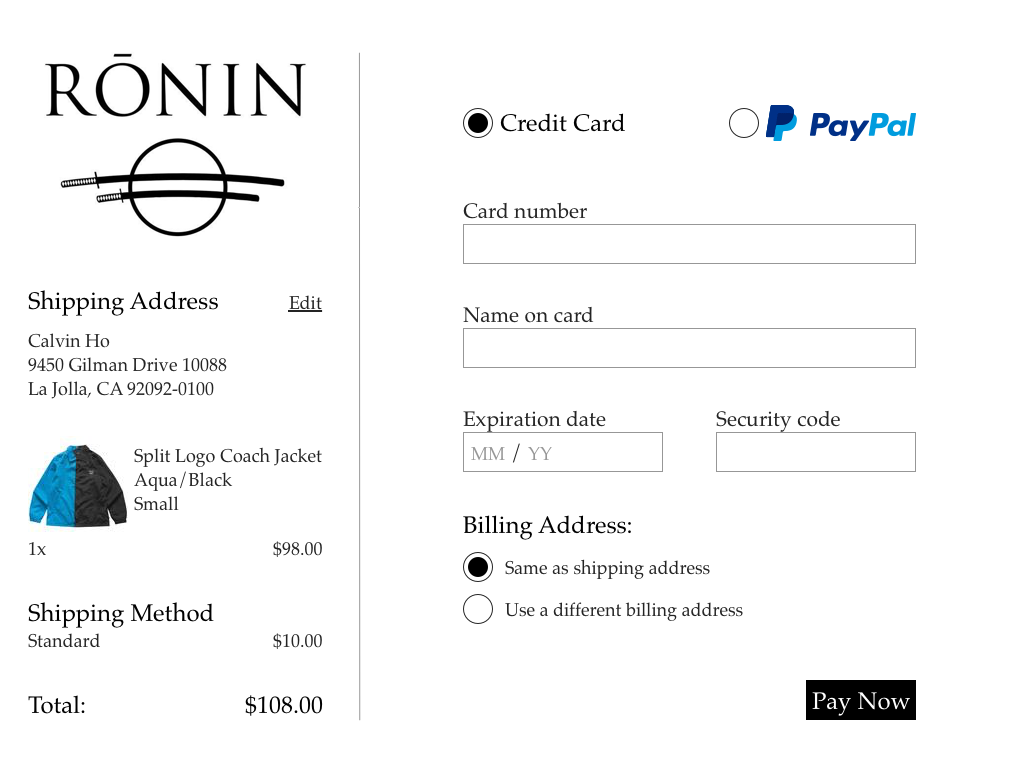 RŌNIN
Shipping Address Edit
Calvin Ho
9450 Gilman Drive 10088
La Jolla, CA 92092-0100
Split Logo Coach Jacket
Aqua/Black
Small
1x $98.00
Shipping Method
Standard $10.00
Total: $108.00
Credit Card PayPal
Card number
Name on card
Expiration date Security code
MM / YY
Billing Address:
Same as shipping address
Use a different billing address
Pay Now